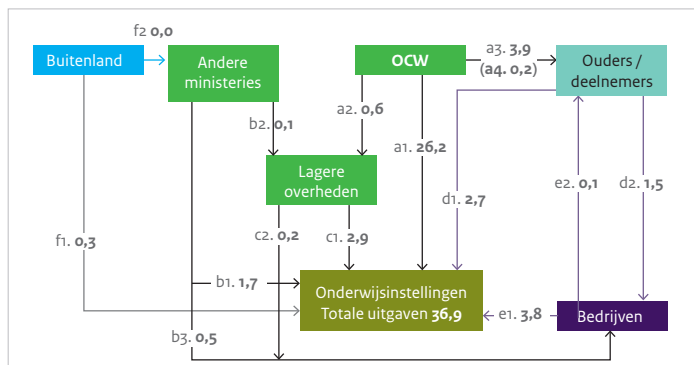 f2 0,0
Buitenland
Andere
ministeries
OCW
a3. 3,9
(a4. 0,2)
Ouders /
deelnemers
b2. 0,1
a2. 0,6
a1. 26,2
Lagere
overheden
d1. 2,7
e2. 0,1
d2. 1,5
f1. 0,3
c2. 0,2
c1. 2,9
b1. 1,7
Onderwijsinstellingen
Totale uitgaven 36,9
e1. 3,8
Bedrijven
b3. 0,5